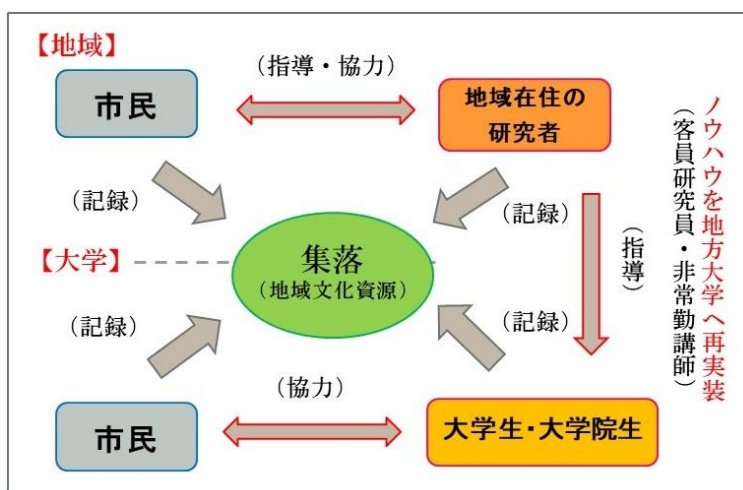 【地域】
市民
（指導・協力）
地域在住の
研究者
ノウハウを地方大学へ再実装
（客員研究員・非常勤講師）
（記録）
（記録）
（指導）
【大学】
集落
（地域文化資源）
（記録）
（記録）
市民
（協力）
大学生・大学院生